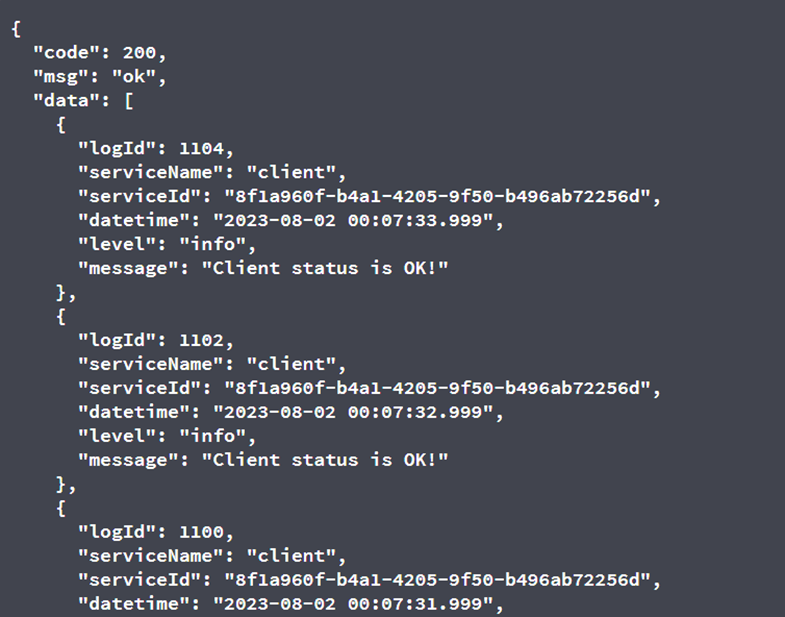 {
"code": 200,
"msg": "ok",
"data": [
{
"logId": 1104,
"serviceName": "client",
"serviceId": "8f1a960f-b4a1-4205-9f50-b496ab72256d",
"datetime": "2023-08-02 00:07:33.999",
"level": "info",
"message": "Client status is OK!"
},
{
"logId": 1102,
"serviceName": "client",
"serviceId": "8f1a960f-b4a1-4205-9f50-b496ab72256d",
"datetime": "2023-08-02 00:07:32.999",
"level": "info",
"message": "Client status is OK!"
},
{
"logId": 1100,
"serviceName": "client",
"serviceId": "8f1a960f-b4a1-4205-9f50-b496ab72256d",
"datetime": "2023-08-02 00:07:31.999",